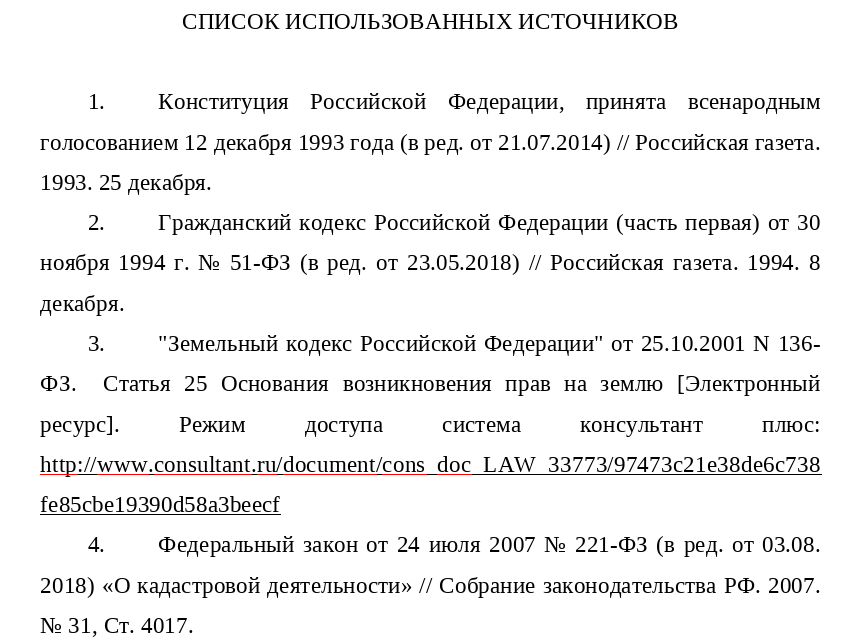 СПИСОК ИСПОЛЬЗОВАННЫХ ИСТОЧНИКОВ
1. Конституция Российской Федерации, принята всенародным
голосованием 12 декабря 1993 года (в ред. от 21.07.2014) // Российская газета.
1993. 25 декабря.
2. Гражданский кодекс Российской Федерации (часть первая) от 30
ноября 1994 г. № 51-ФЗ (в ред. от 23.05.2018) // Российская газета. 1994. 8
декабря.
3. "Земельный кодекс Российской Федерации" от 25.10.2001 N 136-
ФЗ. Статья 25 Основания возникновения прав на землю [Электронный
ресурс]. Режим доступа система консультант плюс:
http://www.consultant.ru/document/cons_doc_LAW_33773/97473c21e38de6c738
fe85cbe19390d58a3beecf
4. Федеральный закон от 24 июля 2007 № 221-ФЗ (в ред. от 03.08.
2018) «О кадастровой деятельности» // Собрание законодательства РФ. 2007.
№ 31, Ст. 4017.